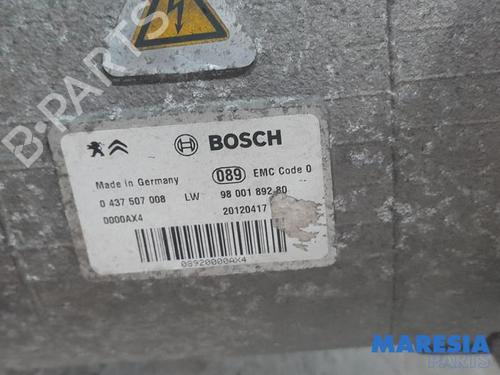 B-PARTS
BOSCH
Made in Germany
089 EMC Code 0
0 437 507 008 LW 98 001 892 80
0000AX4 20120417
08920000AX4
MARESIA
PARTS